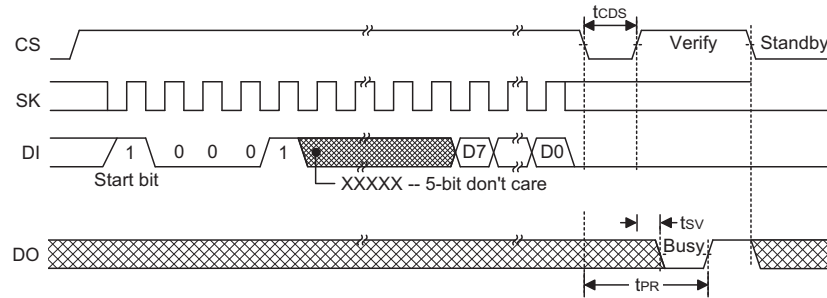 tCDS
CS Verify Standby
SK
DI 1 0 0 0 1 D7 D0
Start bit XXXXX -- 5-bit don't care
tSV
DO Busy
tPR